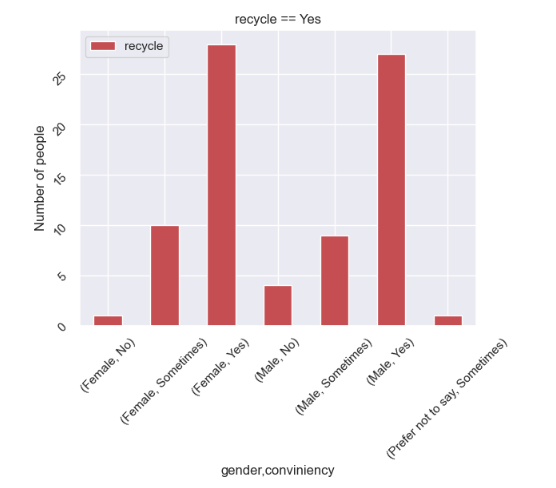 recycle == Yes
recycle
Number of people
25
20
15
10
5
0
(Female, No)
(Female, Sometimes)
(Female, Yes)
(Male, No)
(Male, Sometimes)
(Male, Yes)
(Prefer not to say, Sometimes)
gender,conviniency